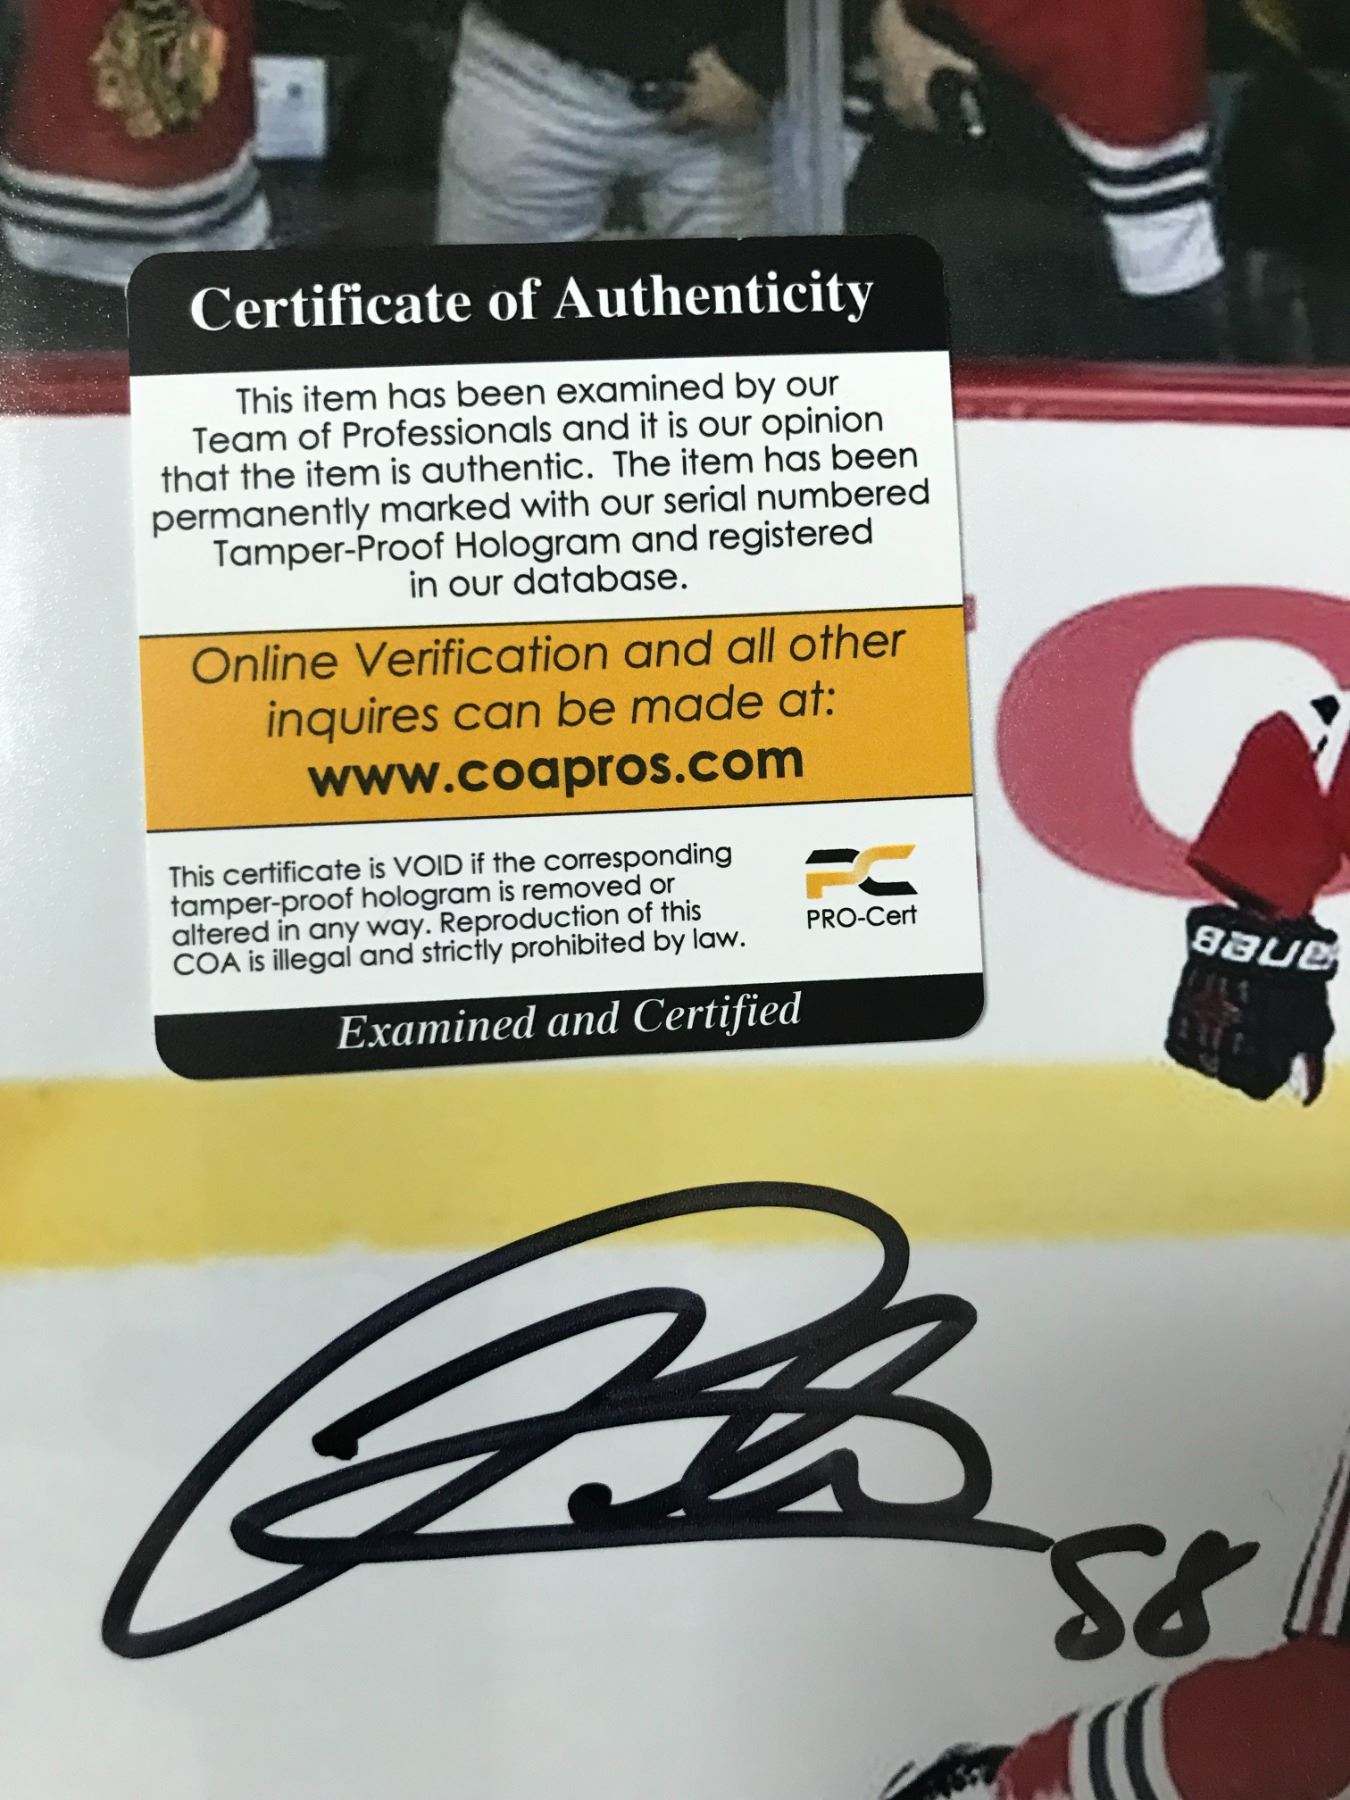 Certificate of Authenticity
This item has been examined by our
Team of Professionals and it is our opinion
that the item is authentic. The item has been
permanently marked with our serial numbered
Tamper-Proof Hologram and registered
in our database.
Online Verification and all other
inquires can be made at:
www.coapros.com
This certificate is VOID if the corresponding
tamper-proof hologram is removed or
altered in any way. Reproduction of this
COA is illegal and strictly prohibited by law.
PC
PRO-Cert
Examined and Certified
BAUER
58